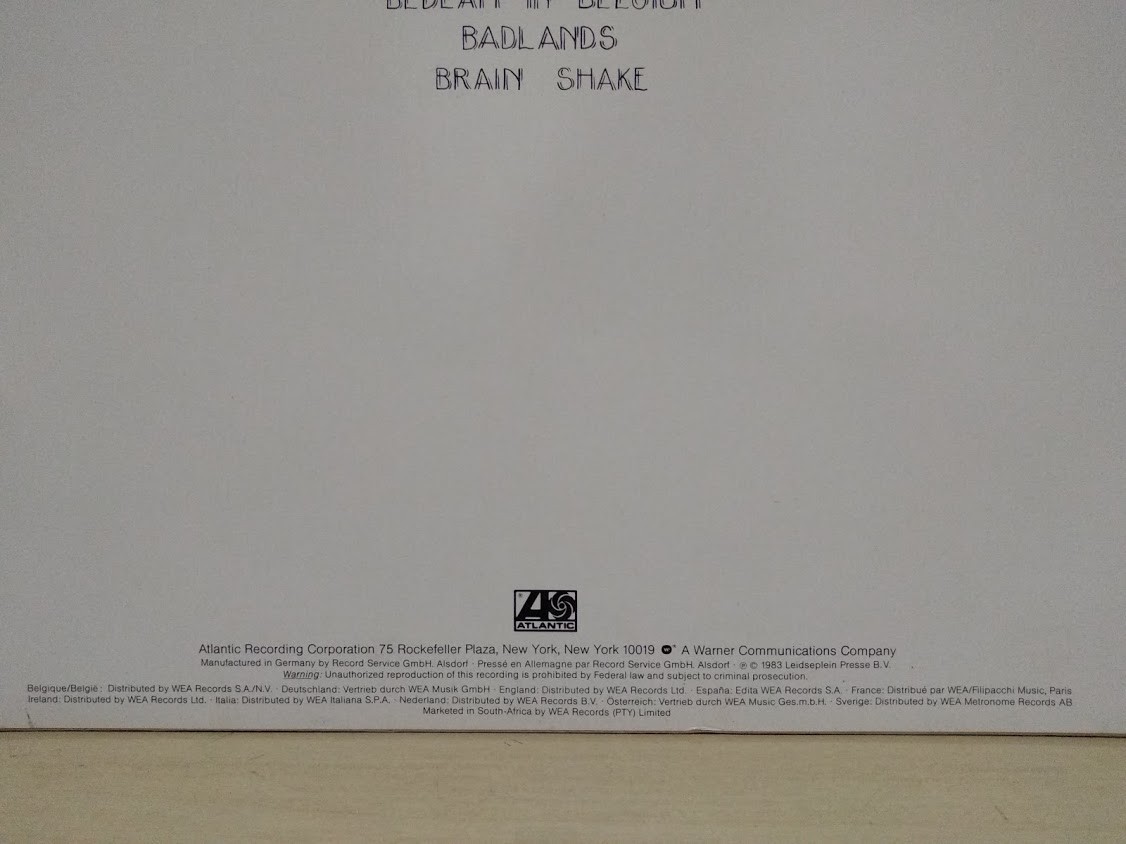 BEDLAM IN BELGIUM
BADLANDS
BRAIN SHAKE
ATLANTIC
Atlantic Recording Corporation 75 Rockefeller Plaza, New York, New York 10019 A Warner Communications Company
Manufactured in Germany by Record Service GmbH. Alsdorf · Pressé en Allemagne par Record Service GmbH. Alsdorf · ℗ © 1983 Leidseplein Presse B.V.
Warning: Unauthorized reproduction of this recording is prohibited by Federal law and subject to criminal prosecution.
Belgique/België: Distributed by WEA Records S.A./N.V. · Deutschland: Vertrieb durch WEA Musik GmbH · England: Distributed by WEA Records Ltd. · España: Edita WEA Records S.A. · France: Distribué par WEA/Filipacchi Music, Paris
Ireland: Distributed by WEA Records Ltd. · Italia: Distributed by WEA Italiana S.P.A. · Nederland: Distributed by WEA Records B.V. · Österreich: Vertrieb durch WEA Music Ges.m.b.H. · Sverige: Distributed by WEA Metronome Records AB
Marketed in South-Africa by WEA Records (PTY) Limited